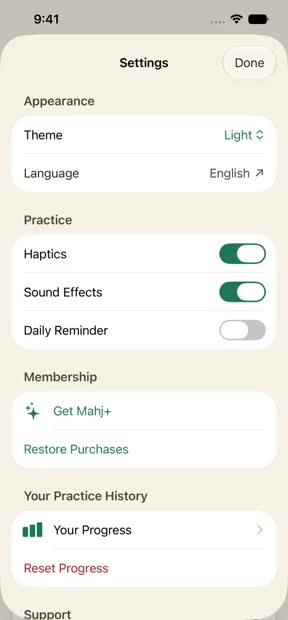 9:41
Settings
Done
Appearance
Theme
Light
Language
English
Practice
Haptics
Sound Effects
Daily Reminder
Membership
Get Mahj+
Restore Purchases
Your Practice History
Your Progress
Reset Progress
Support